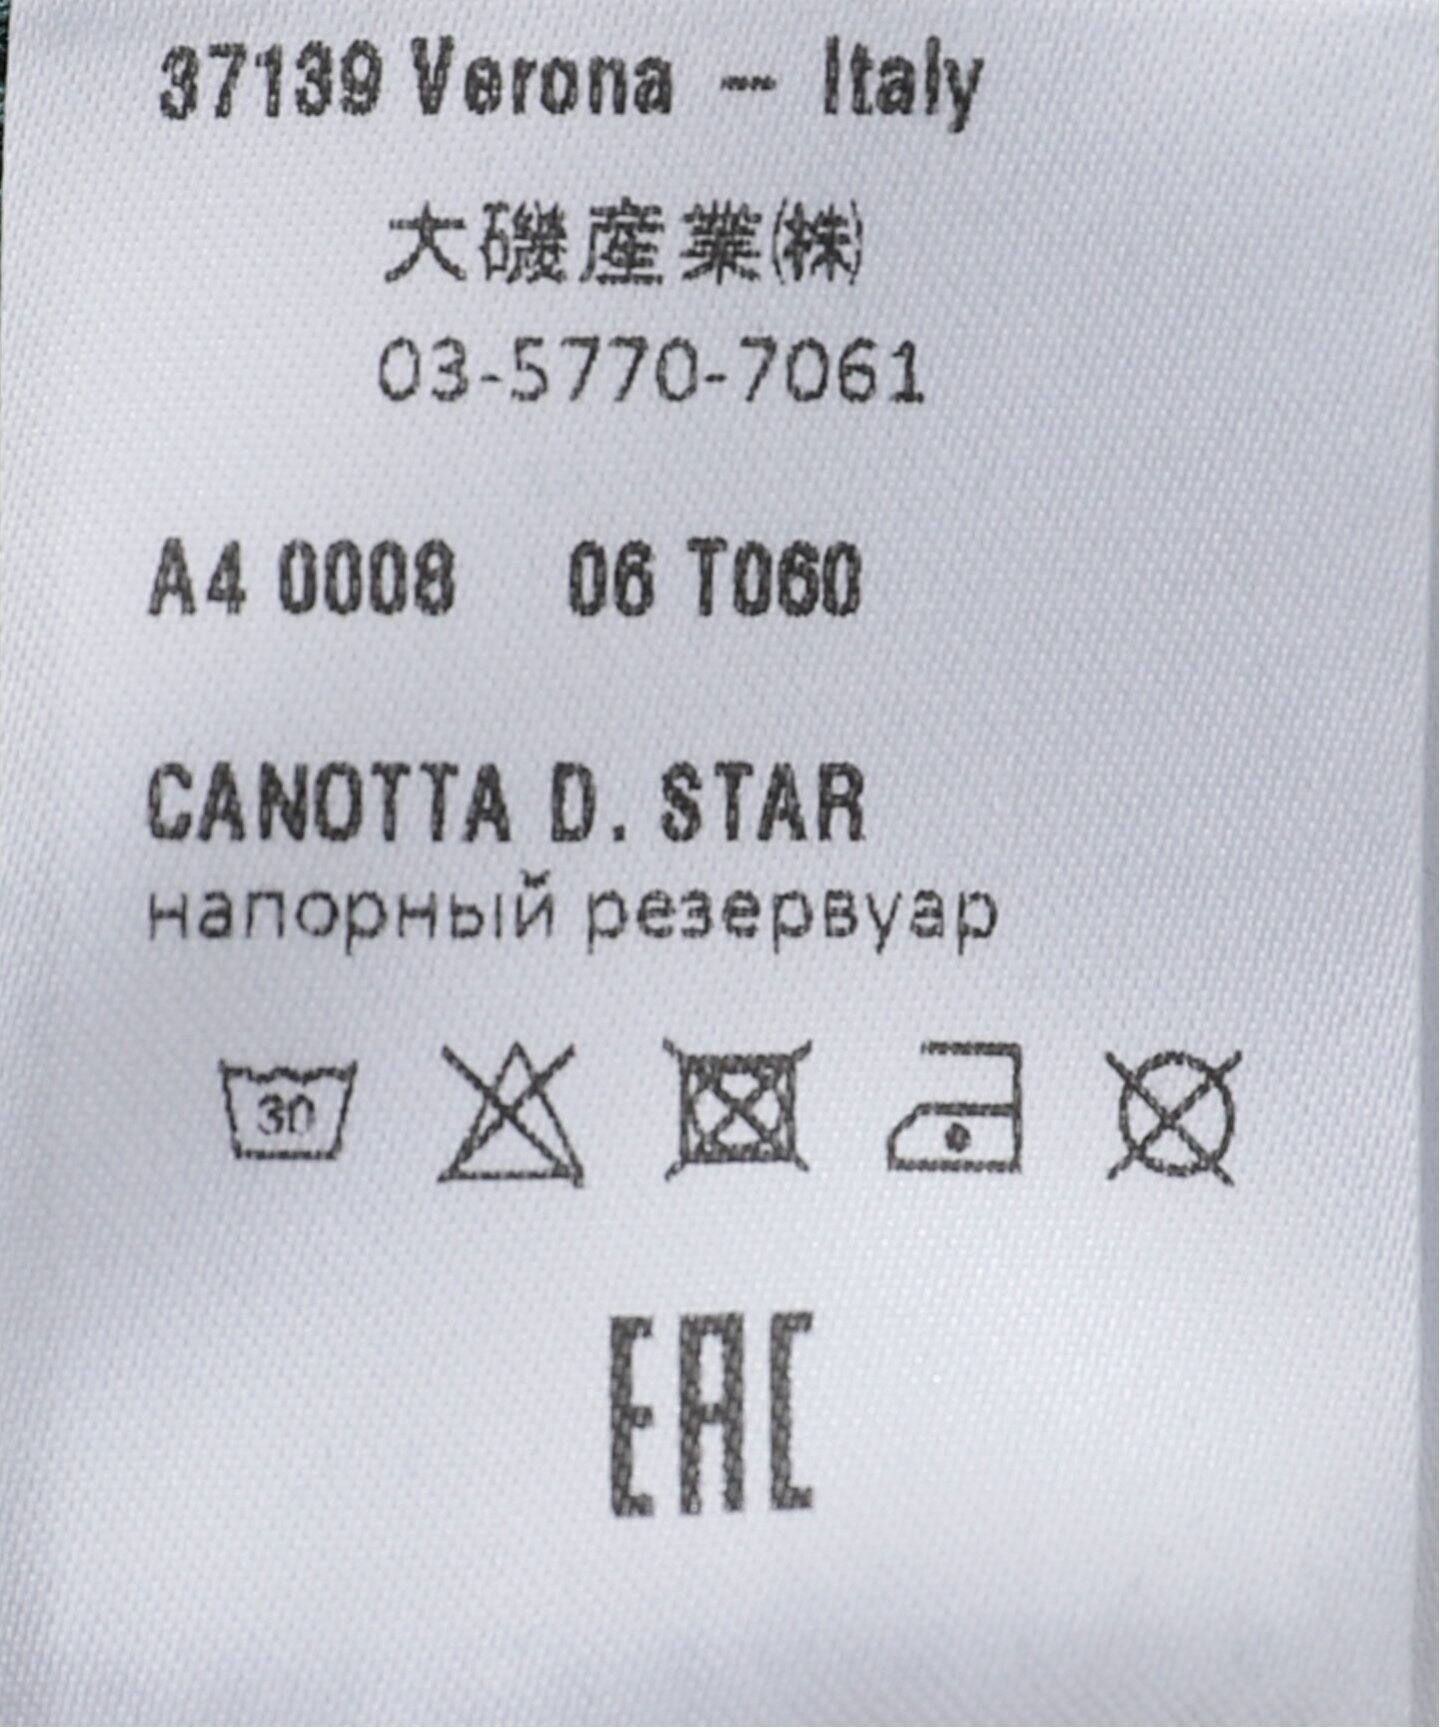 37139 Verona – Italy
大磯産業㈱
03-5770-7061
A4 0008 06 T060
CANOTTA D. STAR
напорный резервуар
30
EAC